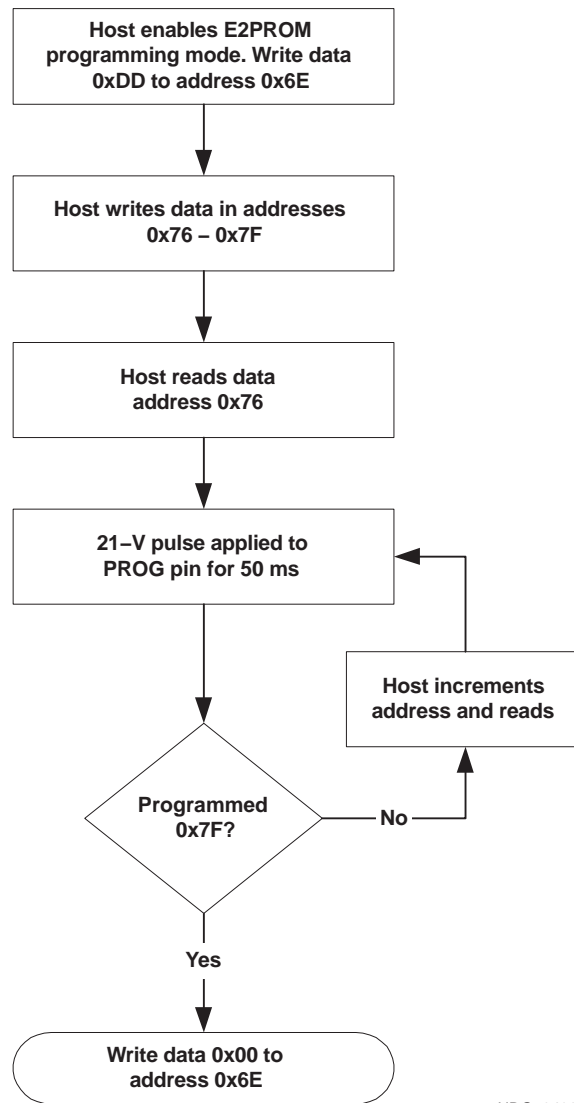 Host enables E2PROM
programming mode. Write data
0xDD to address 0x6E
Host writes data in addresses
0x76 – 0x7F
Host reads data
address 0x76
21–V pulse applied to
PROG pin for 50 ms
Host increments
address and reads
Programmed
0x7F?
No
Yes
Write data 0x00 to
address 0x6E